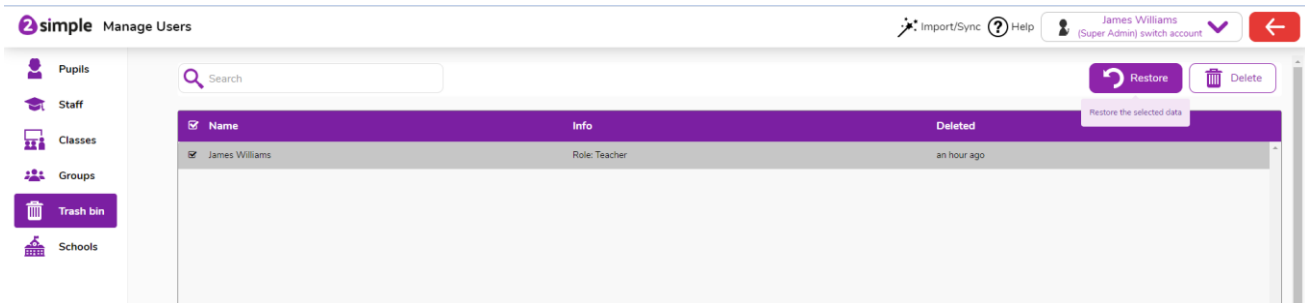 2simple Manage Users
Import/Sync ? Help
James Williams
(Super Admin) switch account
Pupils
Staff
Classes
Groups
Trash bin
Schools
Search
Restore
Delete
Restore the selected data
Name Info Deleted
James Williams Role: Teacher an hour ago